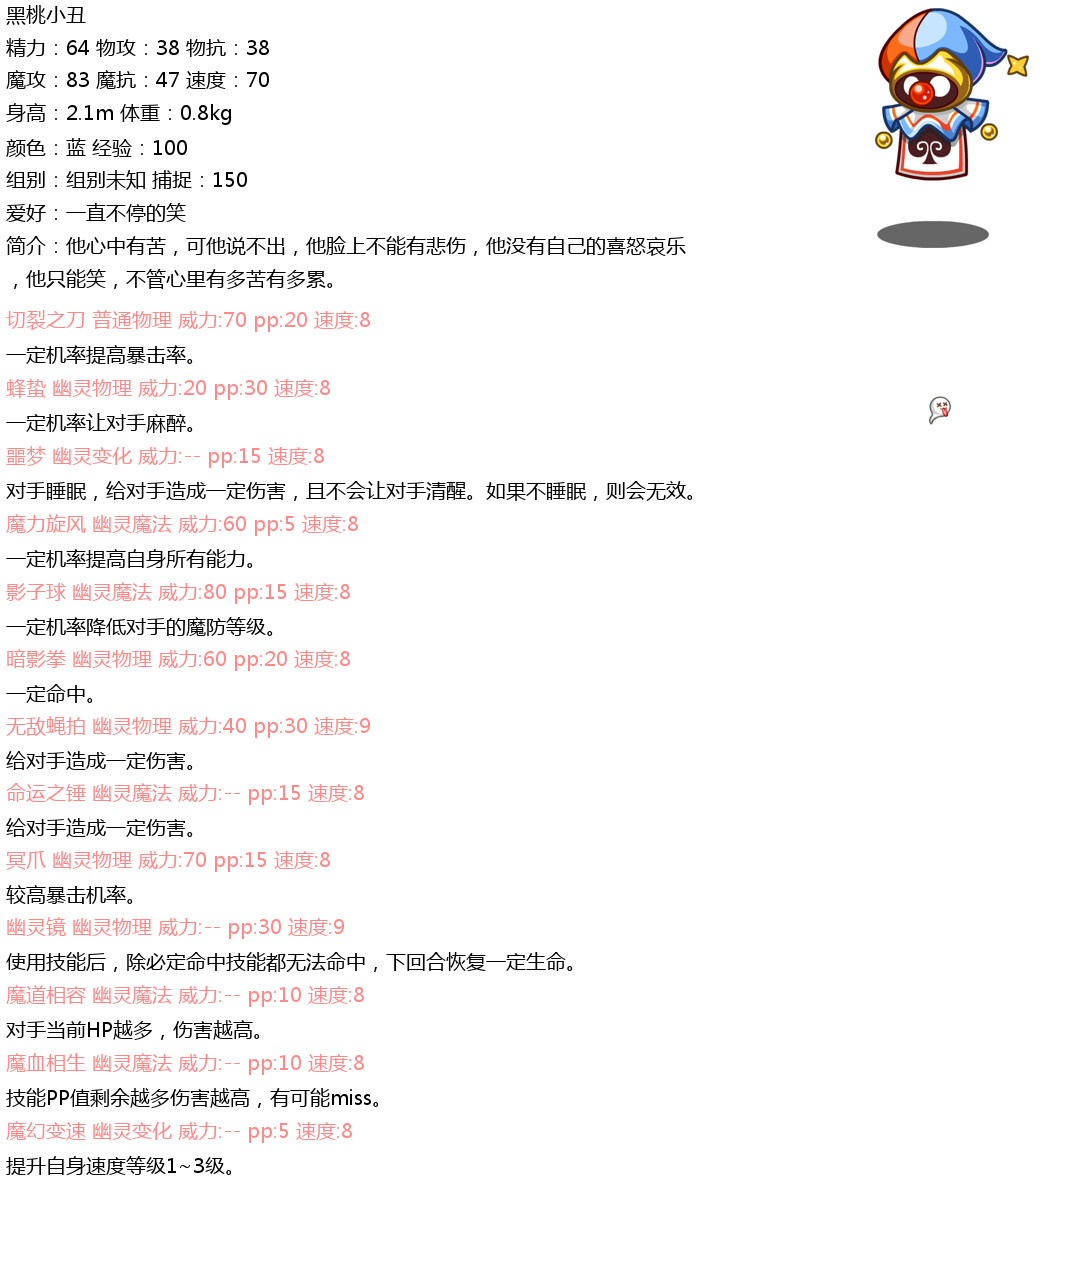 黑桃小丑
精力：64 物攻：38 物抗：38
魔攻：83 魔抗：47 速度：70
身高：2.1m 体重：0.8kg
颜色：蓝 经验：100
组别：组别未知 捕捉：150
爱好：一直不停的笑
简介：他心中有苦，可他说不出，他脸上不能有悲伤，他没有自己的喜怒哀乐
，他只能笑，不管心里有多苦有多累。
切裂之刀 普通物理 威力:70 pp:20 速度:8
一定机率提高暴击率。
蜂蛰 幽灵物理 威力:20 pp:30 速度:8
一定机率让对手麻醉。
噩梦 幽灵变化 威力:-- pp:15 速度:8
对手睡眠，给对手造成一定伤害，且不会让对手清醒。如果不睡眠，则会无效。
魔力旋风 幽灵魔法 威力:60 pp:5 速度:8
一定机率提高自身所有能力。
影子球 幽灵魔法 威力:80 pp:15 速度:8
一定机率降低对手的魔防等级。
暗影拳 幽灵物理 威力:60 pp:20 速度:8
一定命中。
无敌蝇拍 幽灵物理 威力:40 pp:30 速度:9
给对手造成一定伤害。
命运之锤 幽灵魔法 威力:-- pp:15 速度:8
给对手造成一定伤害。
冥爪 幽灵物理 威力:70 pp:15 速度:8
较高暴击机率。
幽灵镜 幽灵物理 威力:-- pp:30 速度:9
使用技能后，除必定命中技能都无法命中，下回合恢复一定生命。
魔道相容 幽灵魔法 威力:-- pp:10 速度:8
对手当前HP越多，伤害越高。
魔血相生 幽灵魔法 威力:-- pp:10 速度:8
技能PP值剩余越多伤害越高，有可能miss。
魔幻变速 幽灵变化 威力:-- pp:5 速度:8
提升自身速度等级1~3级。